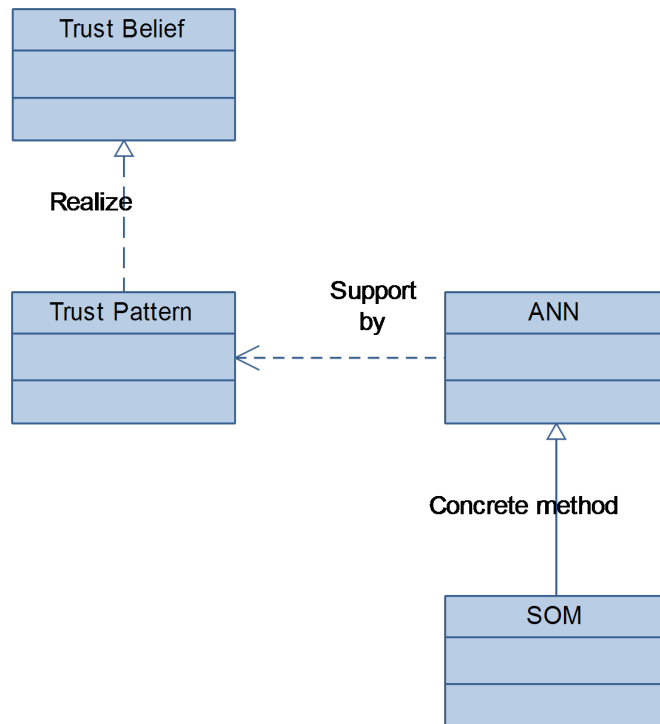 Trust Belief
Realize
Trust Pattern
Support
by
ANN
Concrete method
SOM